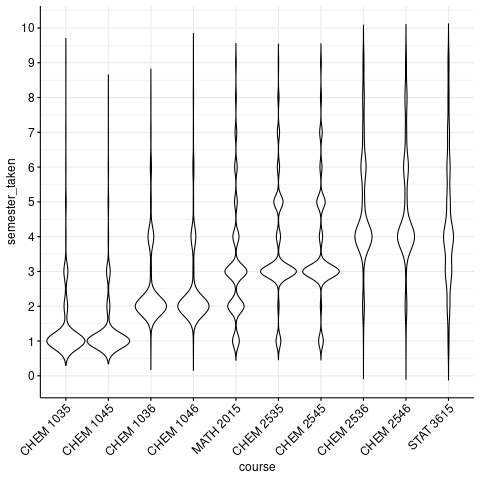 10
9
8
7
6
5
4
3
2
1
0
semester_taken
CHEM 1035
CHEM 1045
CHEM 1036
CHEM 1046
MATH 2015
CHEM 2535
CHEM 2545
CHEM 2536
CHEM 2546
STAT 3615
course